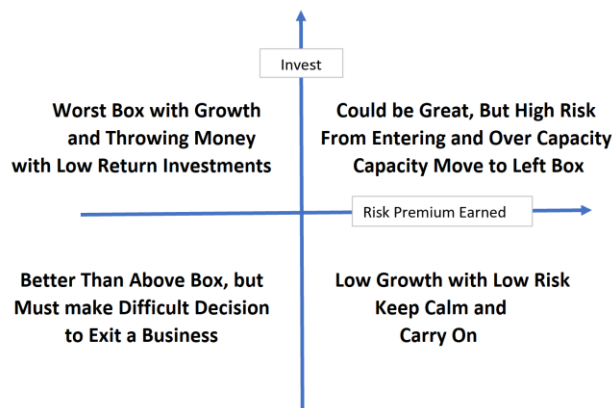 Invest
Worst Box with Growth
and Throwing Money
with Low Return Investments
Could be Great, But High Risk
From Entering and Over Capacity
Capacity Move to Left Box
Risk Premium Earned
Better Than Above Box, but
Must make Difficult Decision
to Exit a Business
Low Growth with Low Risk
Keep Calm and
Carry On